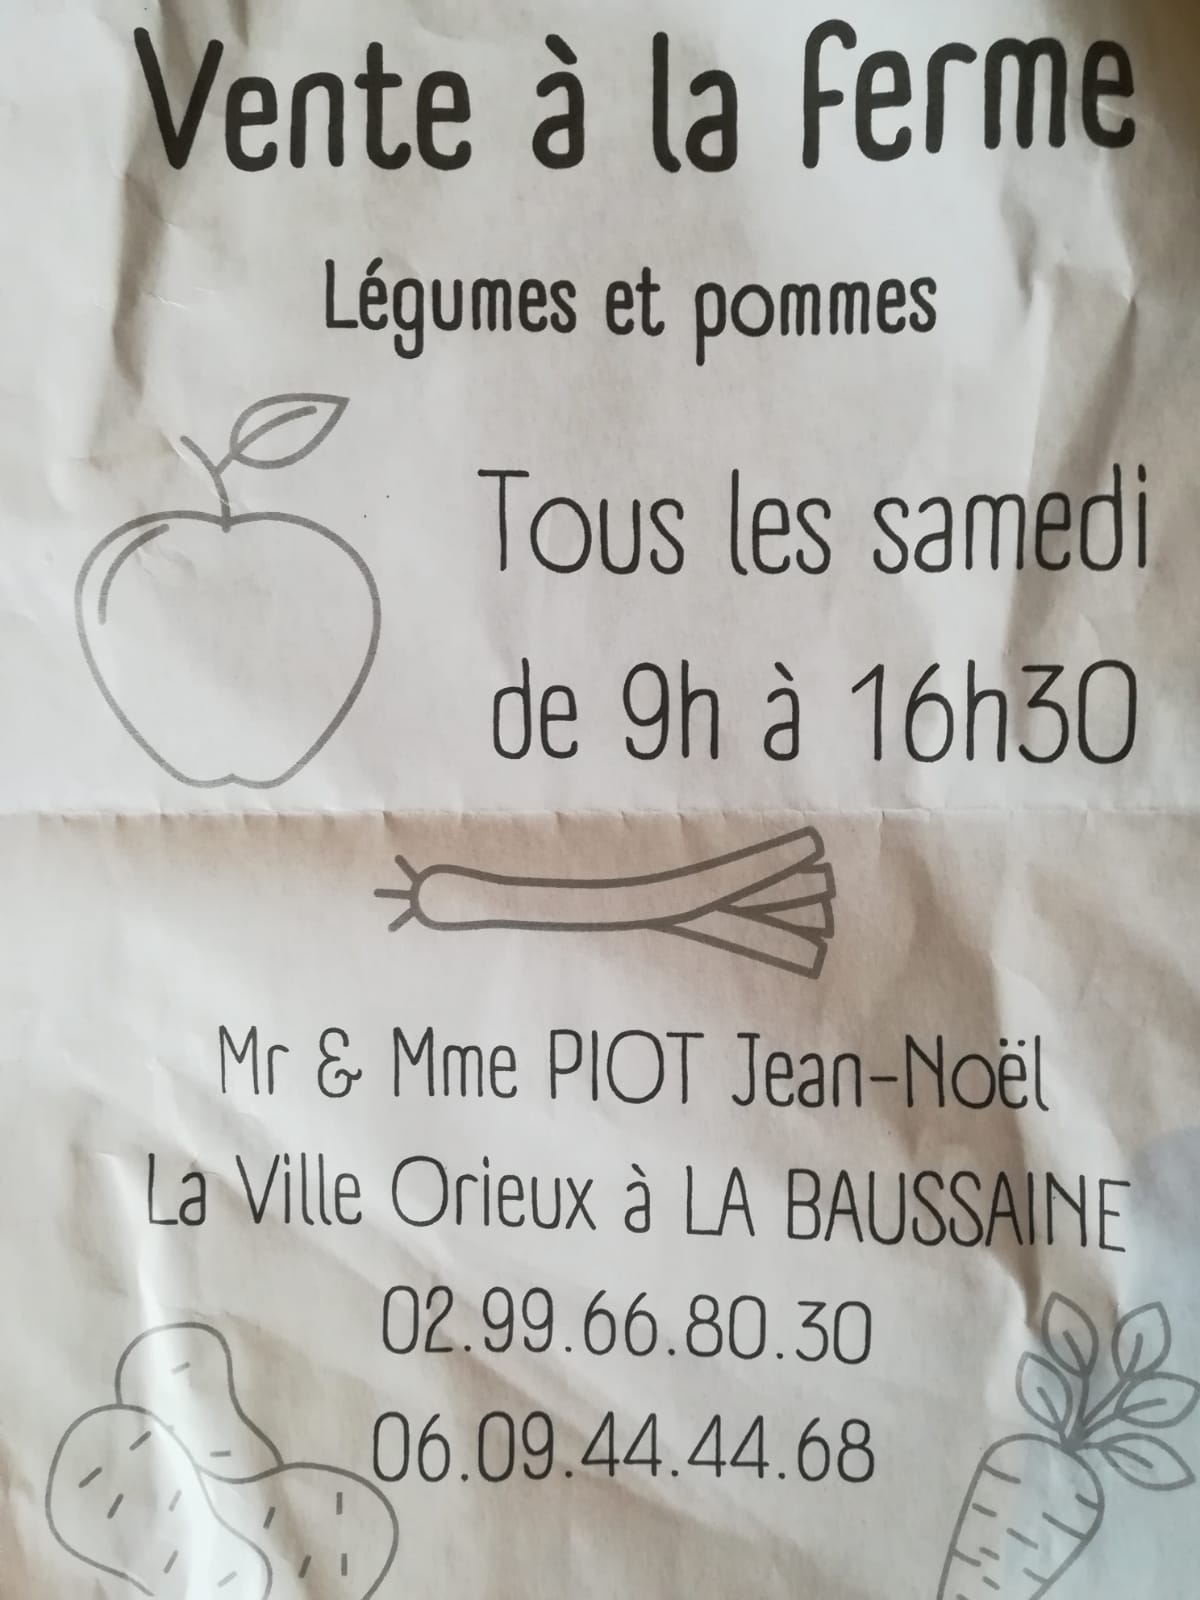 Vente à la ferme
Légumes et pommes
Tous les samedi
de 9h à 16h30
Mr & Mme PIOT Jean-Noël
La Ville Orieux à LA BAUSSAINE
02.99.66.80.30
06.09.44.44.68